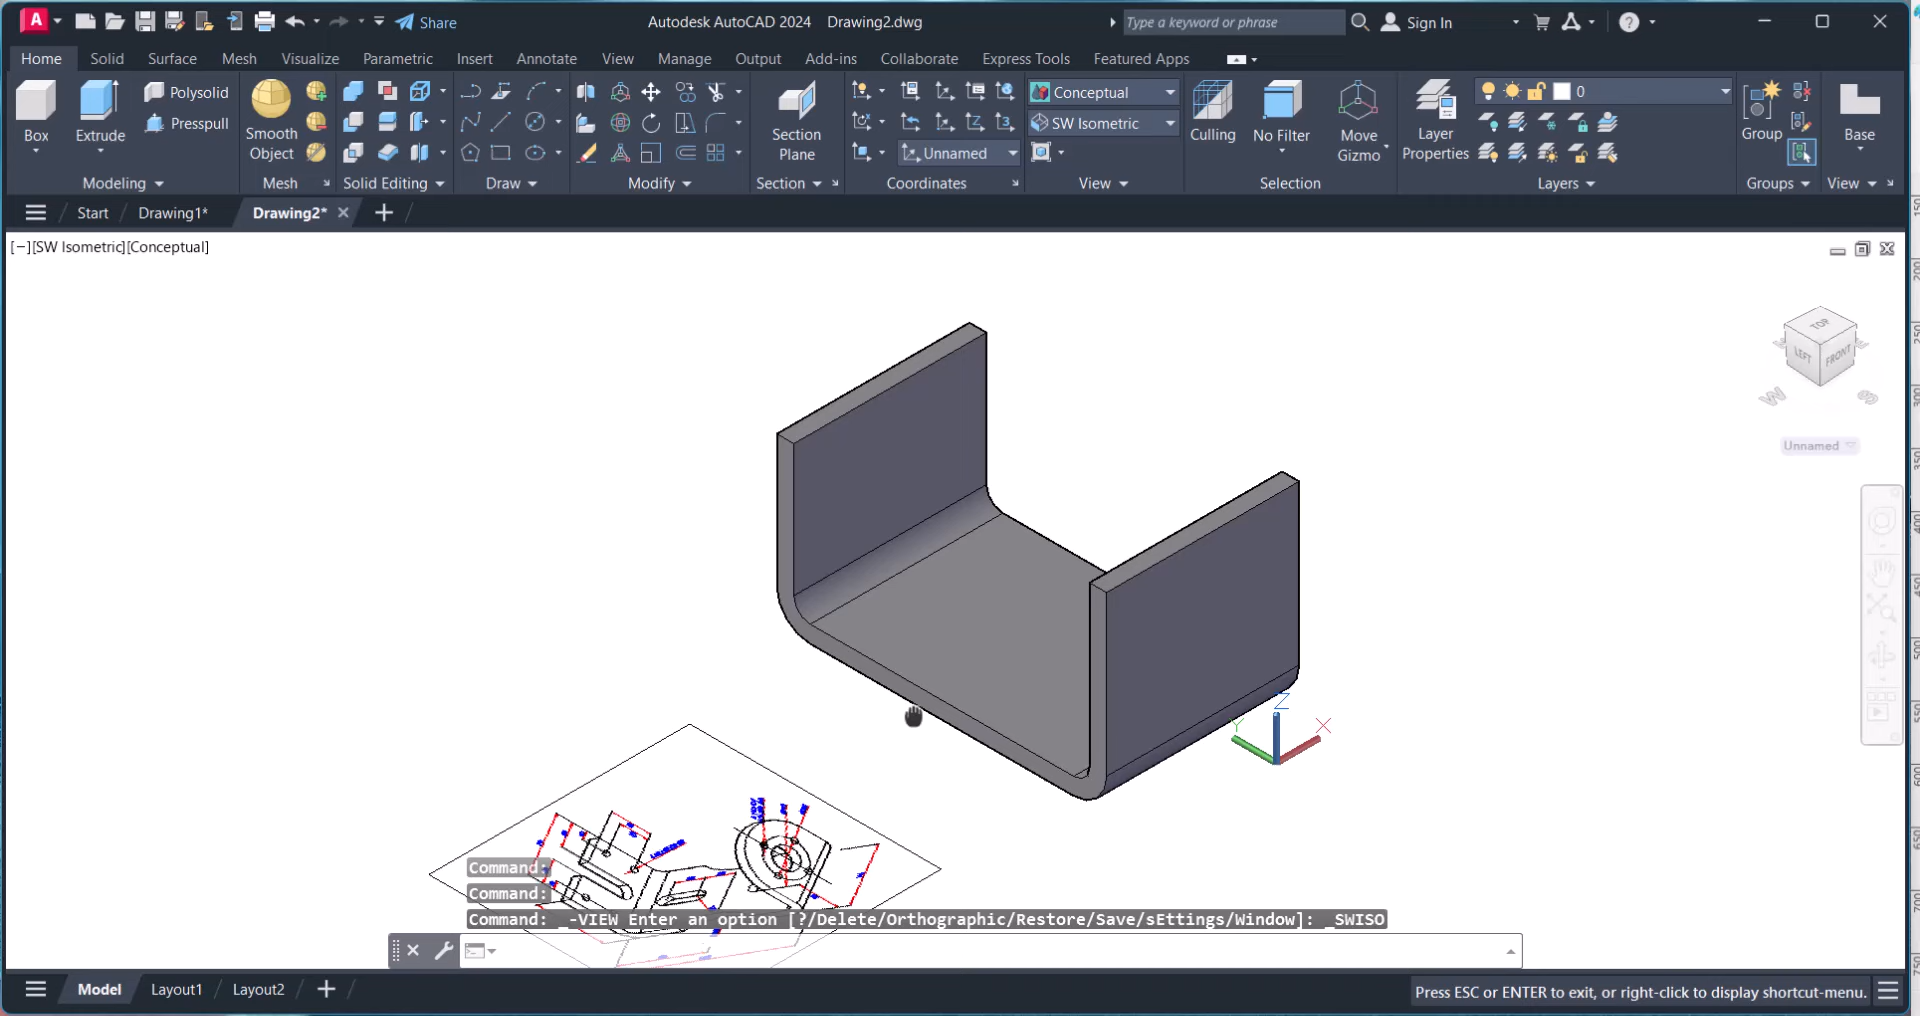 A Share Autodesk AutoCAD 2024 Drawing2.dwg Type a keyword or phrase Sign In ?
Home Solid Surface Mesh Visualize Parametric Insert Annotate View Manage Output Add-ins Collaborate Express Tools Featured Apps
Box
Extrude
Polysolid
Presspull
Modeling
Smooth
Object
Mesh
Solid Editing
Draw
Modify
Section
Plane
Section
Unnamed
Coordinates
Conceptual
SW Isometric
View
Culling
No Filter
Move
Gizmo
Selection
Layer
Properties
0
Layers
Group
Groups
Base
View
Start Drawing1* Drawing2*
[−][SW Isometric][Conceptual]
TOP
LEFT FRONT
W S
Unnamed
Z
Y X
Command:
Command:
Command: _-VIEW Enter an option [?/Delete/Orthographic/Restore/Save/sEttings/Window]: _SWISO
Model Layout1 Layout2
Press ESC or ENTER to exit, or right-click to display shortcut-menu.